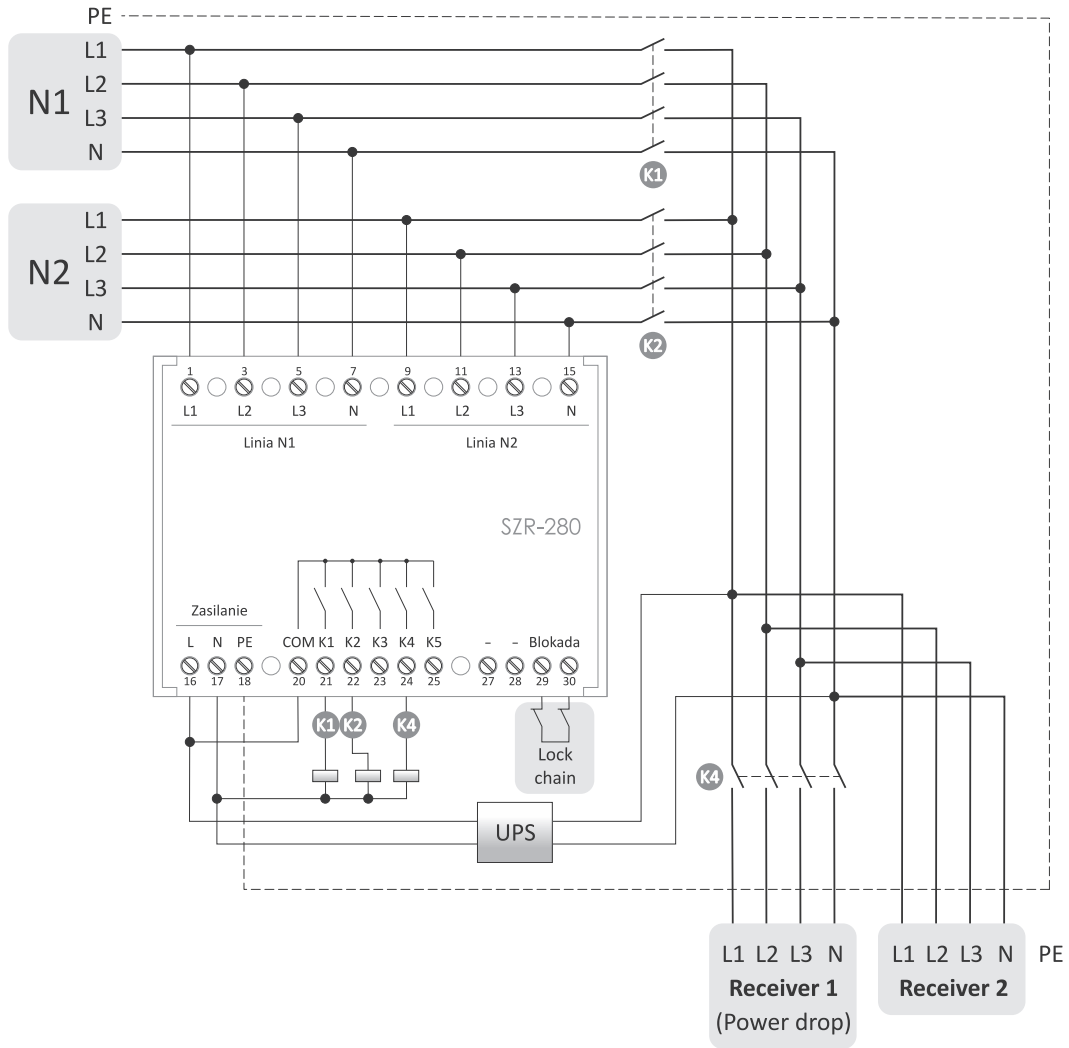 PE
L1
L2
N1
L3
N
K1
L1
L2
N2
L3
N
K2
1 3 5 7 9 11 13 15
L1 L2 L3 N L1 L2 L3 N
Linia N1 Linia N2
SZR-280
Zasilanie
L N PE COM K1 K2 K3 K4 K5 - - Blokada
16 17 18 20 21 22 23 24 25 27 28 29 30
K1 K2 K4
Lock
chain
K4
UPS
L1 L2 L3 N L1 L2 L3 N PE
Receiver 1 Receiver 2
(Power drop)